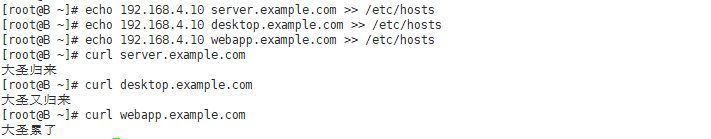 [root@B ~]# echo 192.168.4.10 server.example.com >> /etc/hosts
[root@B ~]# echo 192.168.4.10 desktop.example.com >> /etc/hosts
[root@B ~]# echo 192.168.4.10 webapp.example.com >> /etc/hosts
[root@B ~]# curl server.example.com
大圣归来
[root@B ~]# curl desktop.example.com
大圣又归来
[root@B ~]# curl webapp.example.com
大圣累了